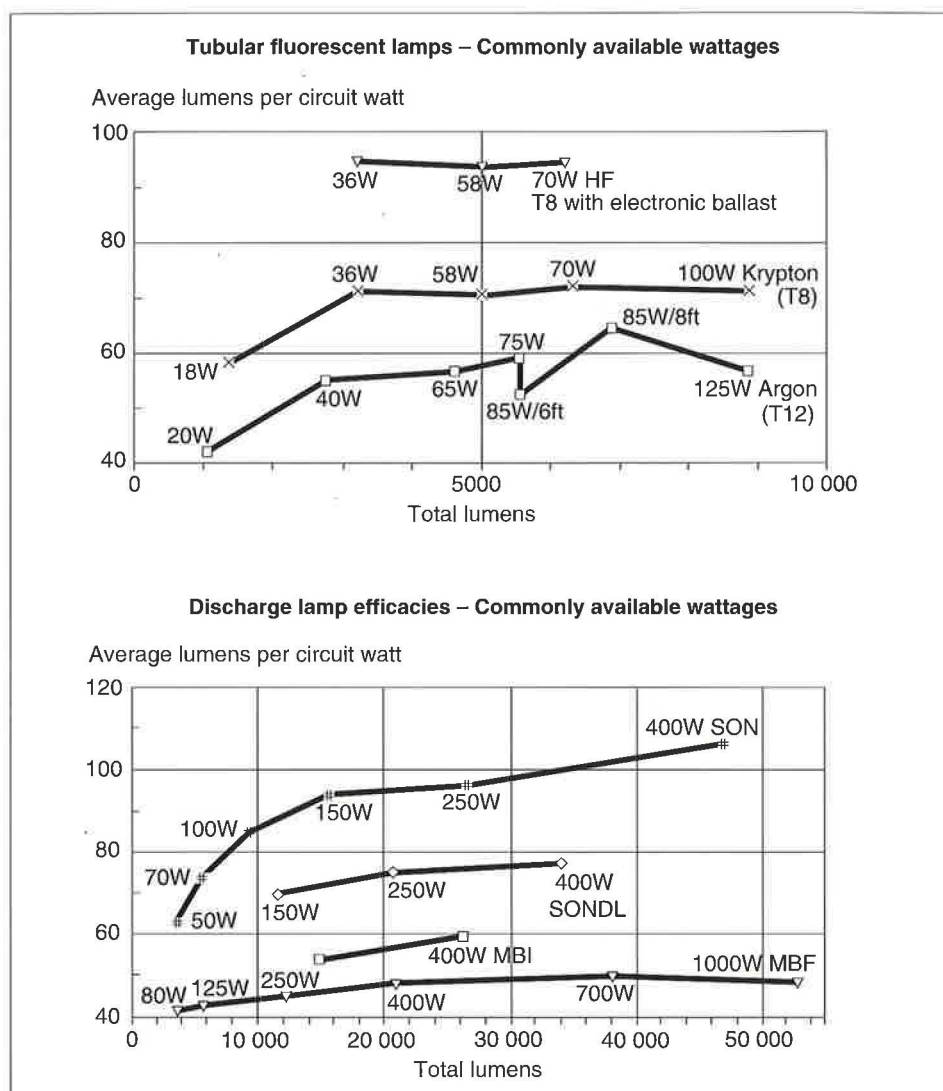 Tubular fluorescent lamps – Commonly available wattages
Average lumens per circuit watt
100
36W
58W
70W HF
T8 with electronic ballast
80
36W
58W
70W
100W Krypton
(T8)
85W/8ft
75W
60
18W
40W
65W
85W/6ft
125W Argon
(T12)
20W
40
0
5000
10 000
Total lumens
Discharge lamp efficacies – Commonly available wattages
Average lumens per circuit watt
120
400W SON
100
150W
250W
100W
80
70W
50W
150W
250W
400W
SONDL
60
400W MBI
80W
125W
250W
400W
700W
1000W MBF
40
0
10 000
20 000
30 000
40 000
50 000
Total lumens